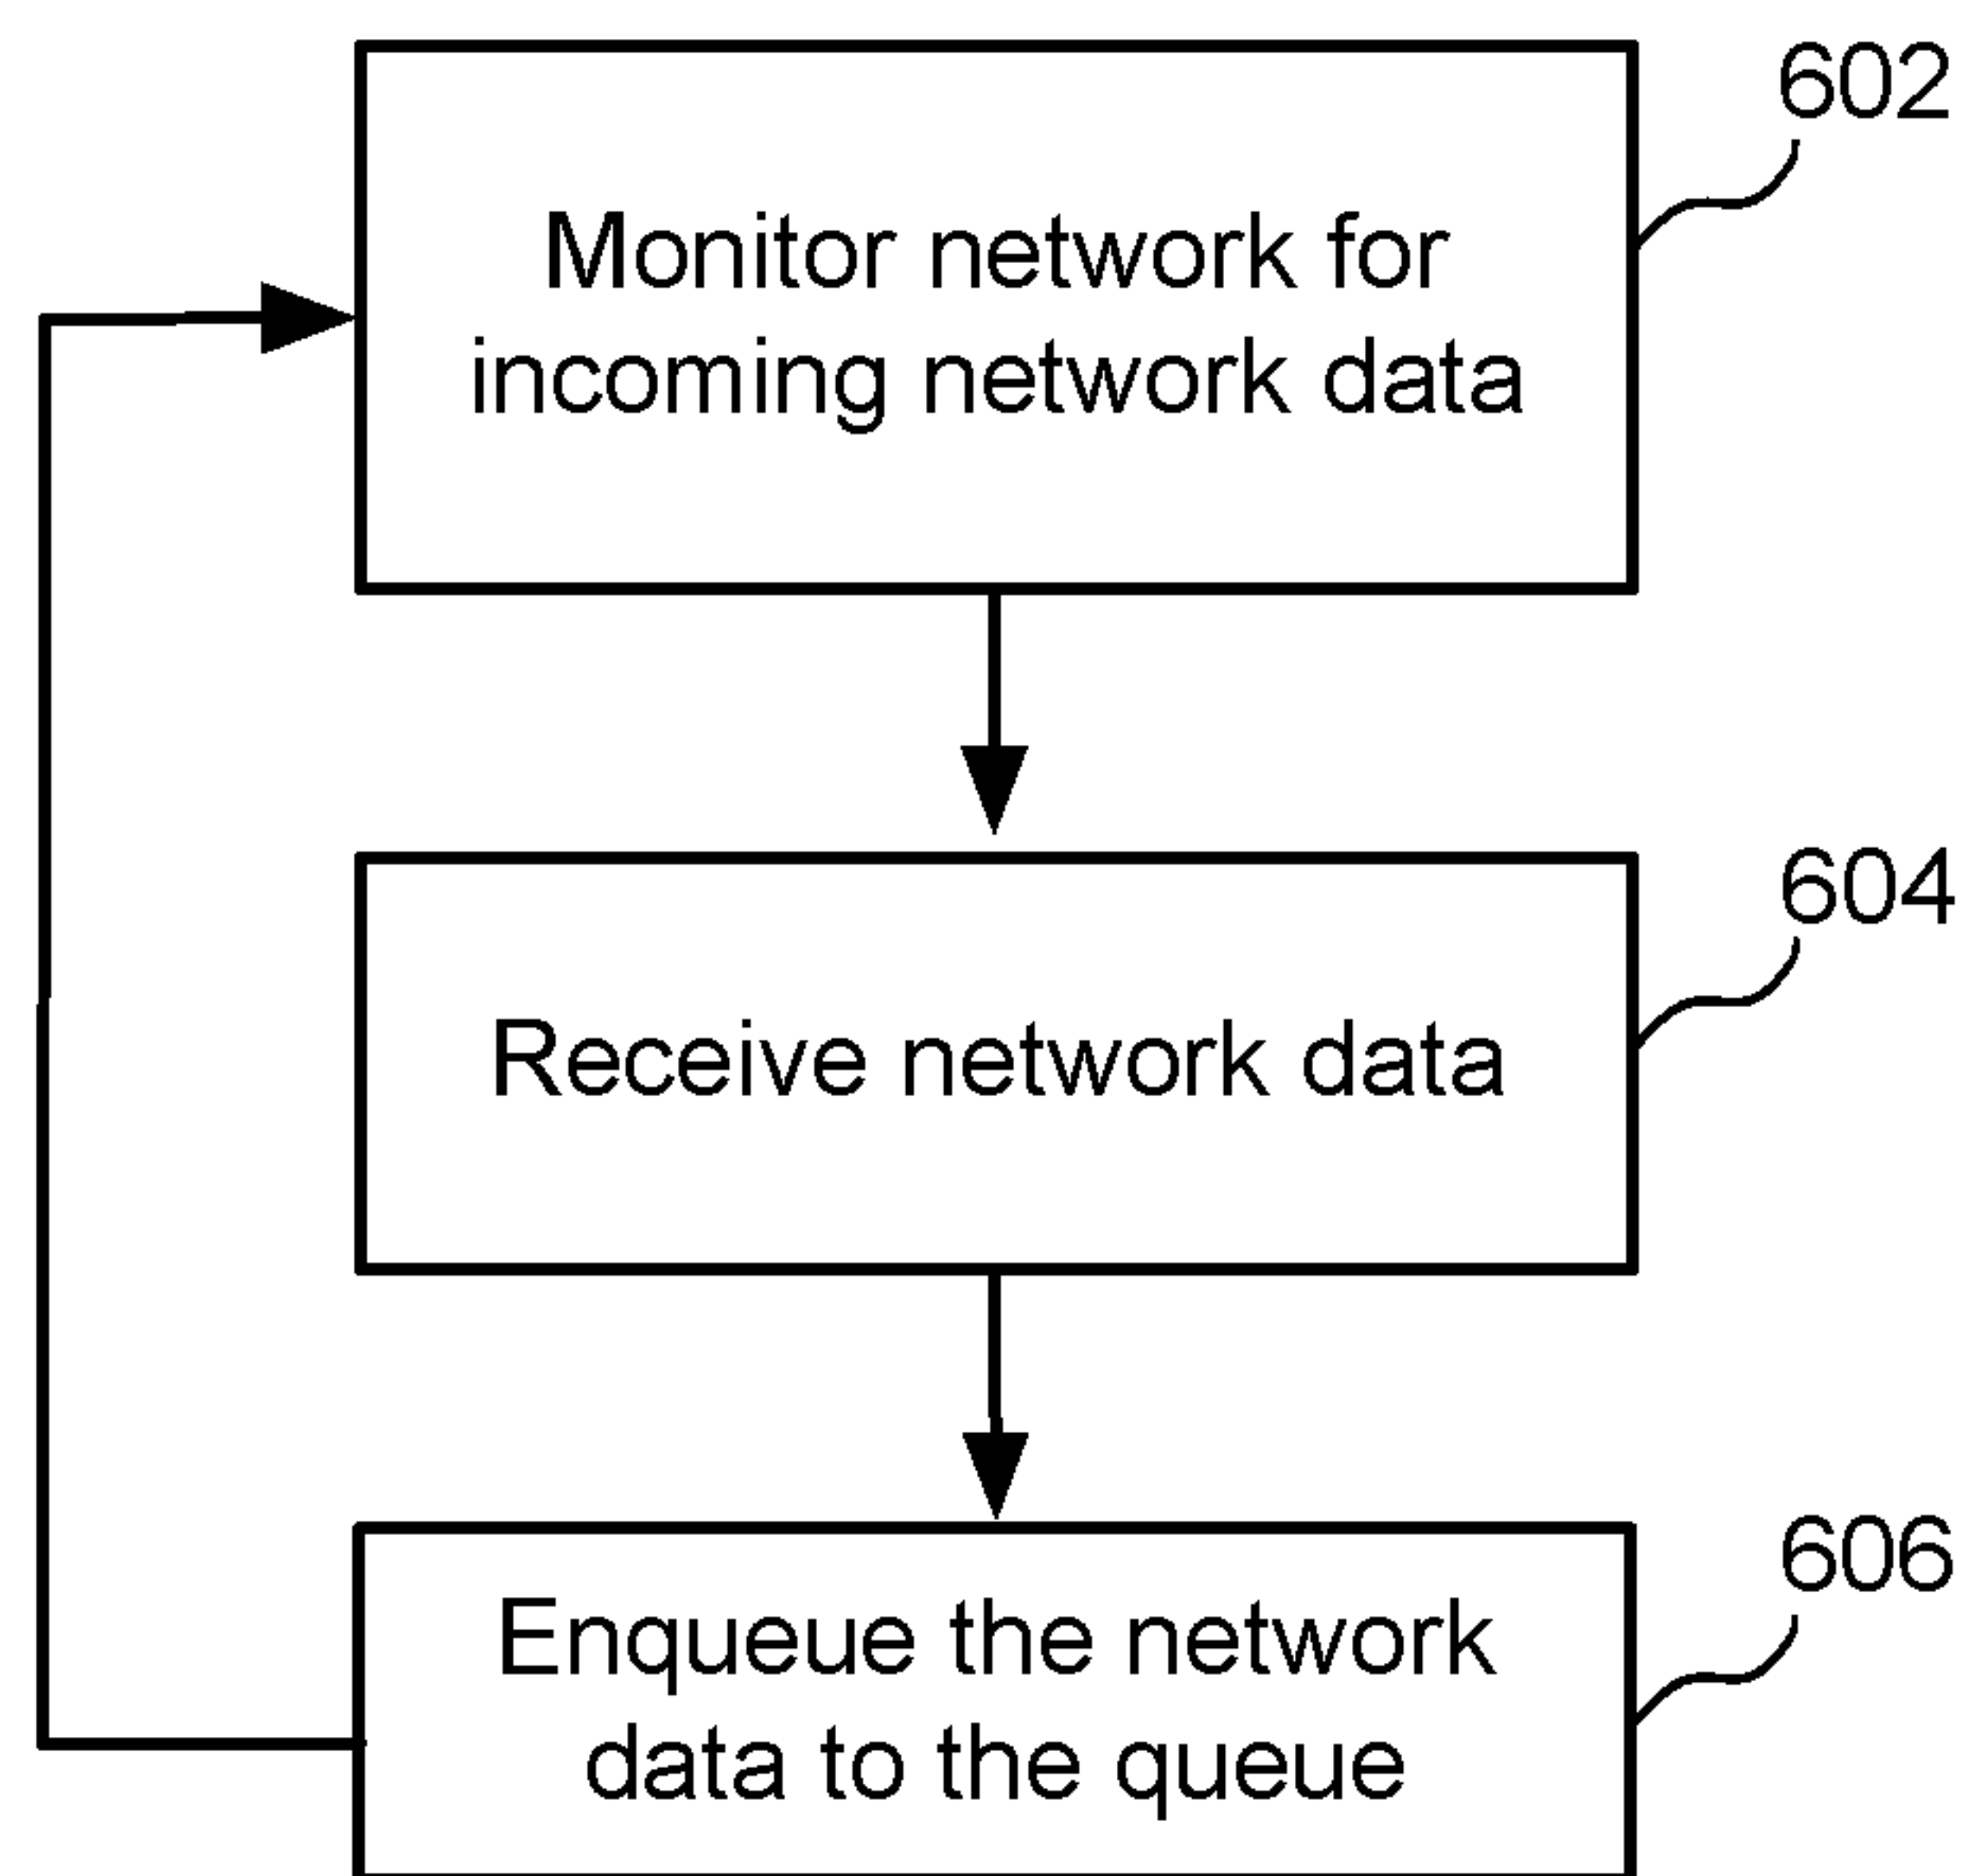 602
Monitor network for
incoming network data
604
Receive network data
606
Enqueue the network
data to the queue